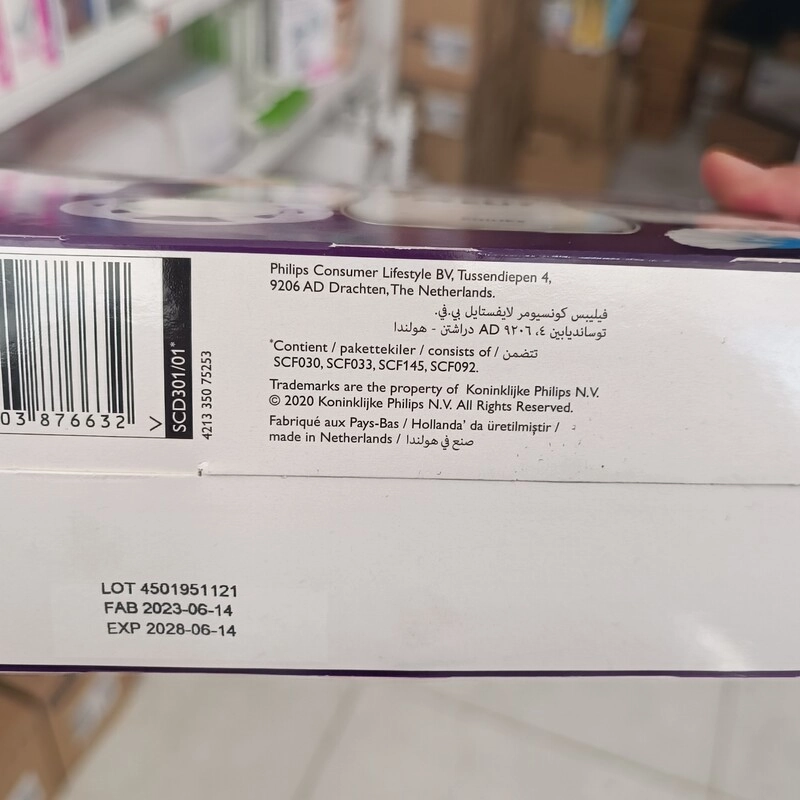 Philips Consumer Lifestyle BV, Tussendiepen 4,
9206 AD Drachten, The Netherlands.
فيليبس كونسيومر لايفستايل بي.في.
توسانديابين ٤، ٩٢٠٦ AD دراشتن - هولندا
*Contient / pakettekiler / consists of / تتضمن
SCF030, SCF033, SCF145, SCF092.
Trademarks are the property of Koninklijke Philips N.V.
© 2020 Koninklijke Philips N.V. All Rights Reserved.
Fabriqué aux Pays-Bas / Hollanda' da üretilmiştir /
made in Netherlands / صنع في هولندا
03 876632 >
SCD301/01*
4213 350 75253
LOT 4501951121
FAB 2023-06-14
EXP 2028-06-14